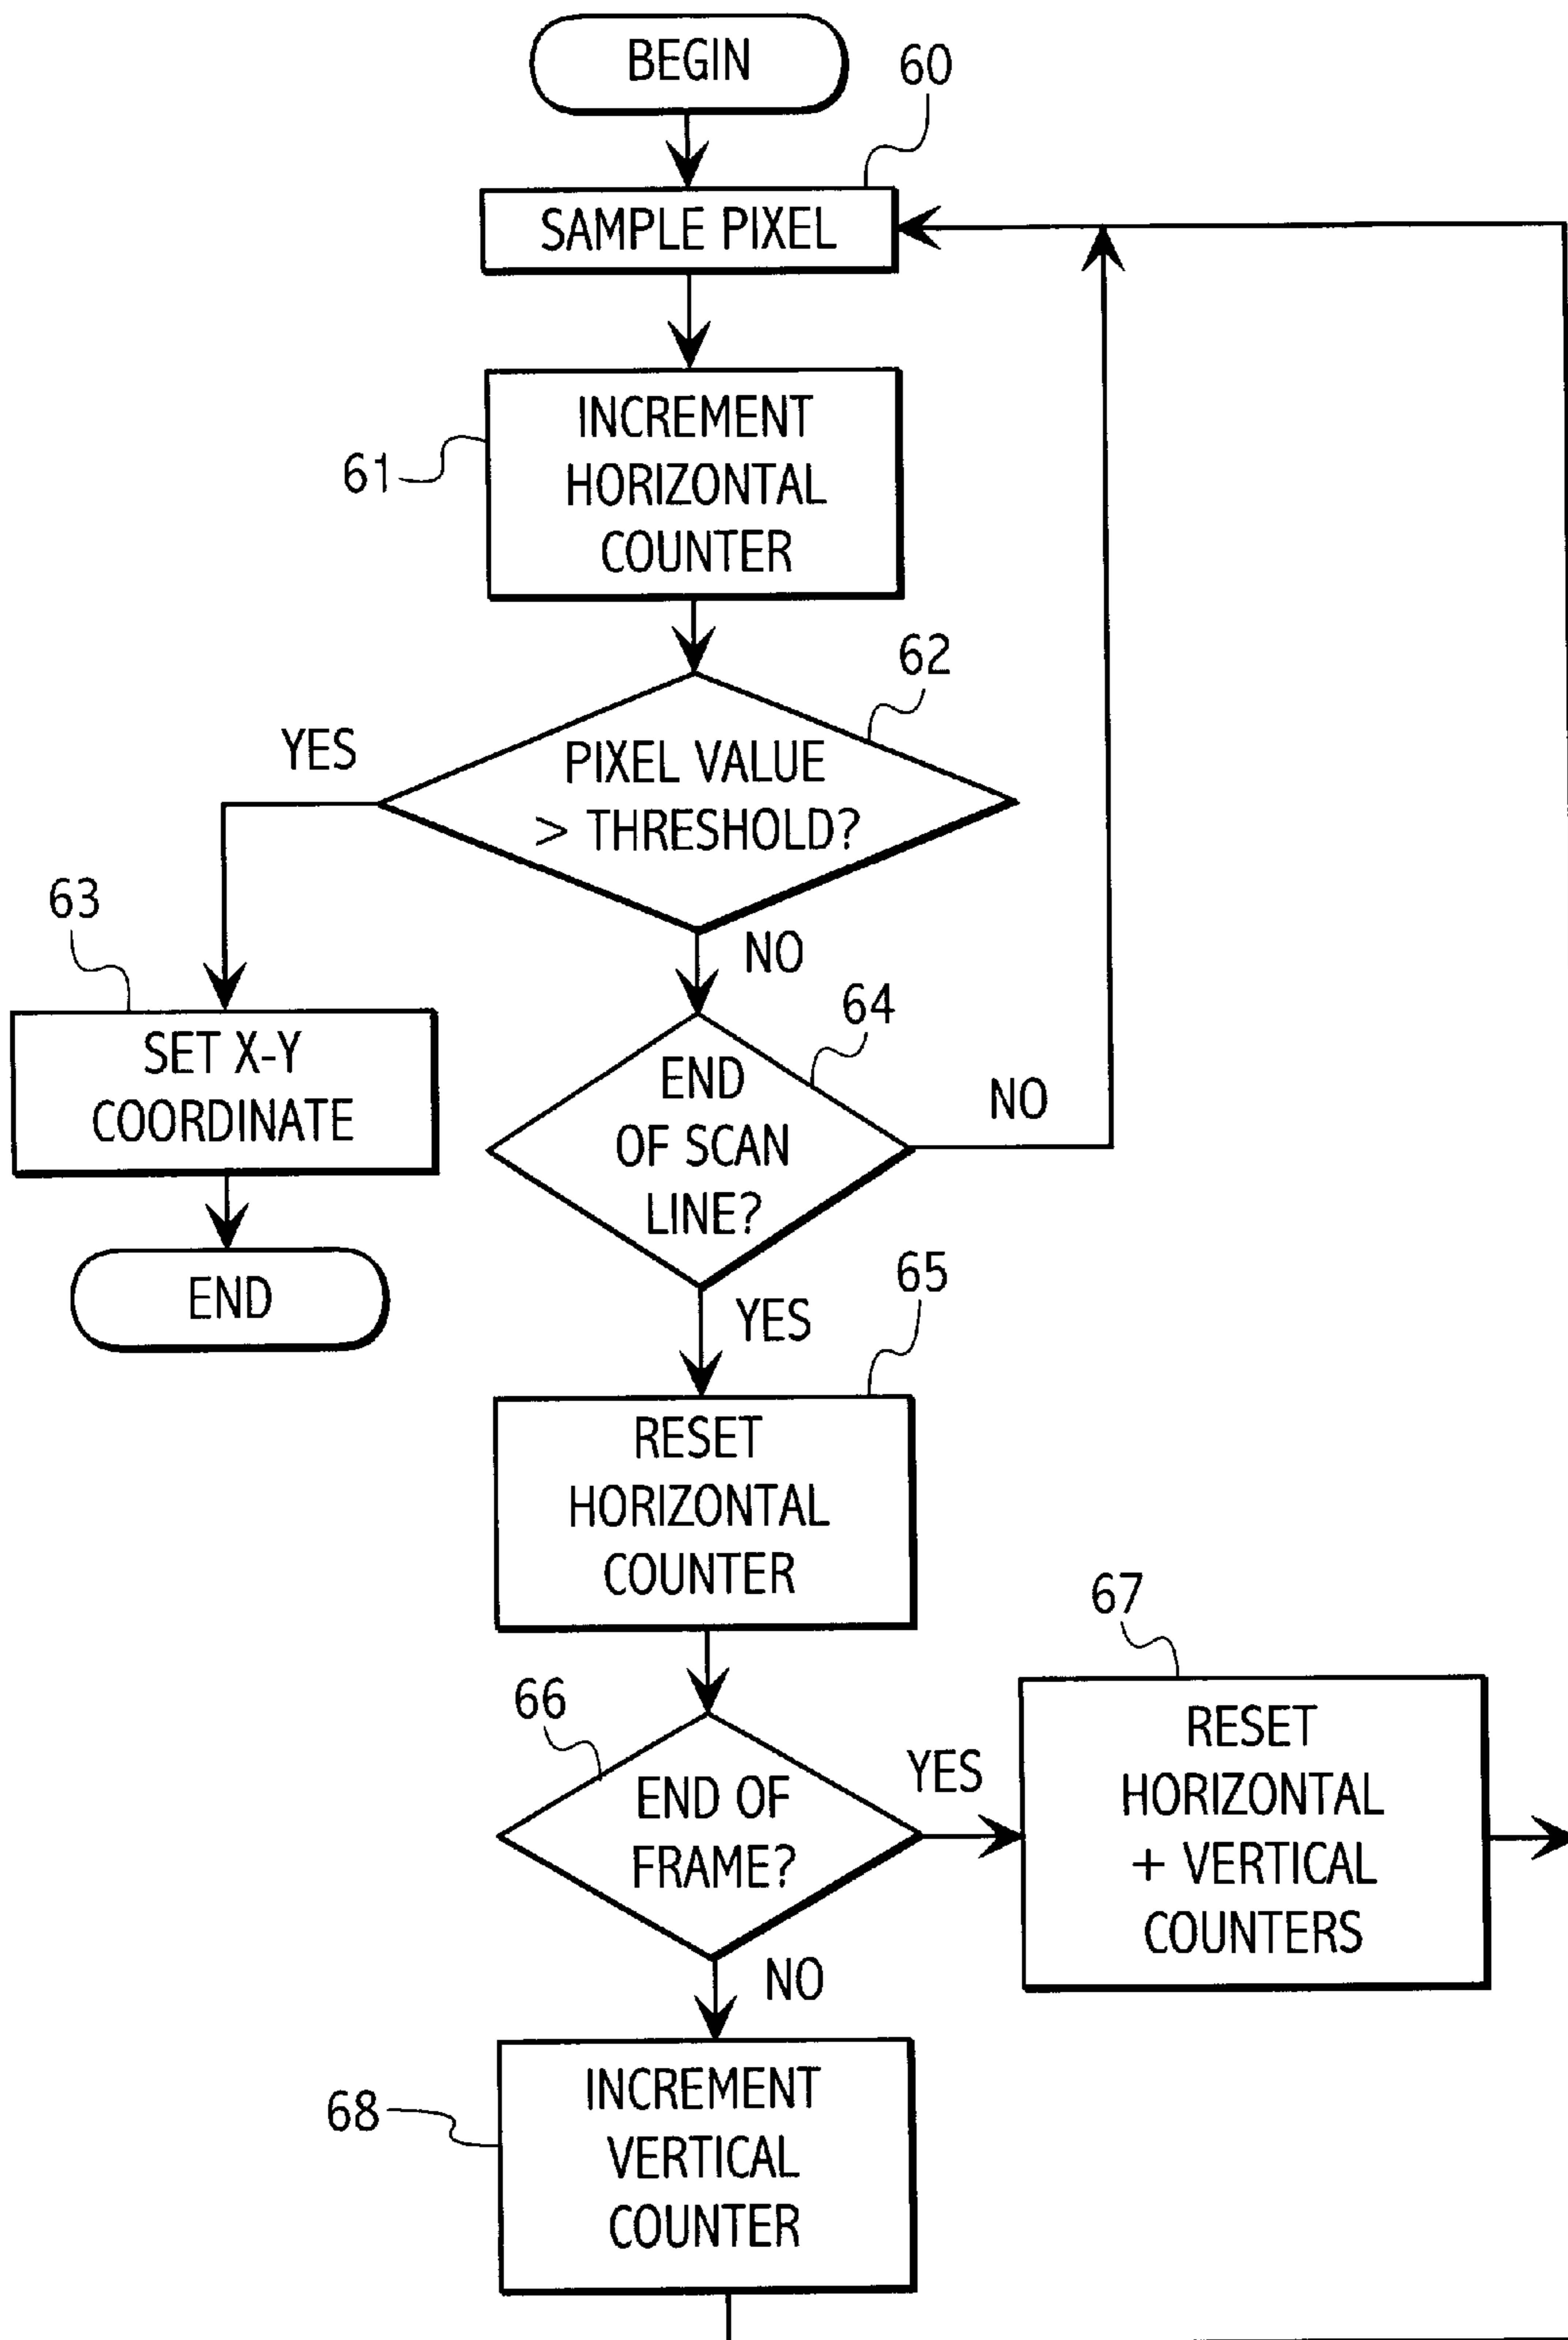 BEGIN
60
SAMPLE PIXEL
INCREMENT
HORIZONTAL
COUNTER
61
62
YES
PIXEL VALUE
> THRESHOLD?
NO
63
SET X-Y
COORDINATE
END
64
END
OF SCAN
LINE?
NO
YES
65
RESET
HORIZONTAL
COUNTER
66
END OF
FRAME?
YES
67
RESET
HORIZONTAL
+ VERTICAL
COUNTERS
NO
68
INCREMENT
VERTICAL
COUNTER